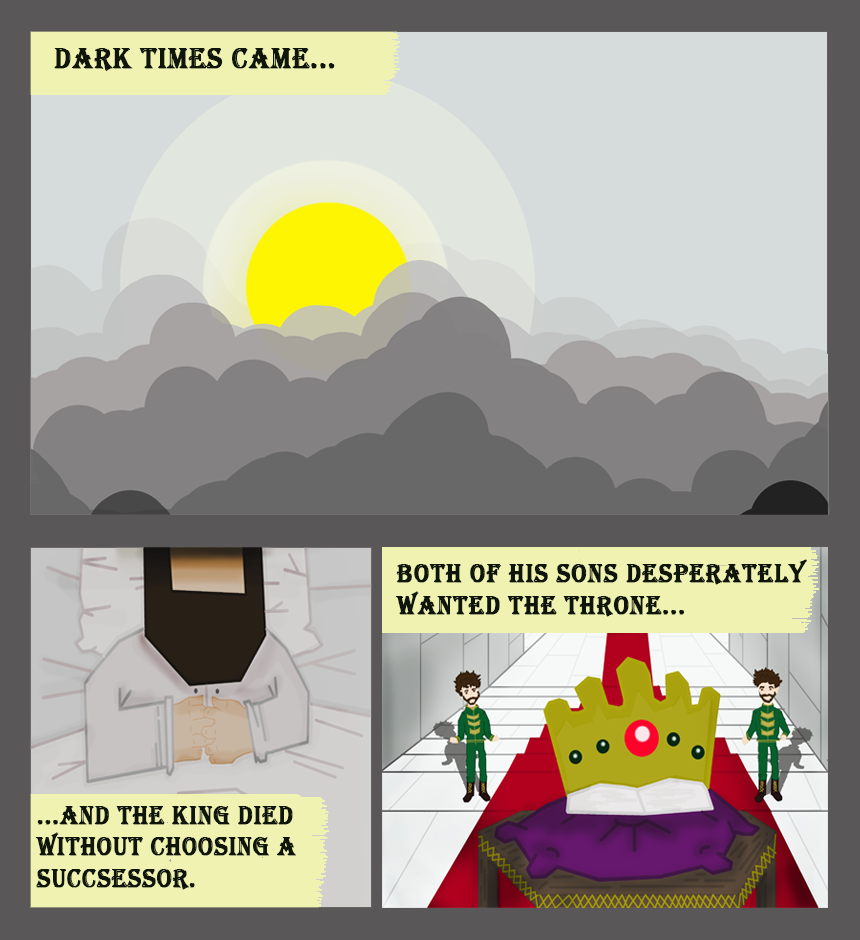 DARK TIMES CAME...
...AND THE KING DIED
WITHOUT CHOOSING A
SUCCSESSOR.
BOTH OF HIS SONS DESPERATELY
WANTED THE THRONE...